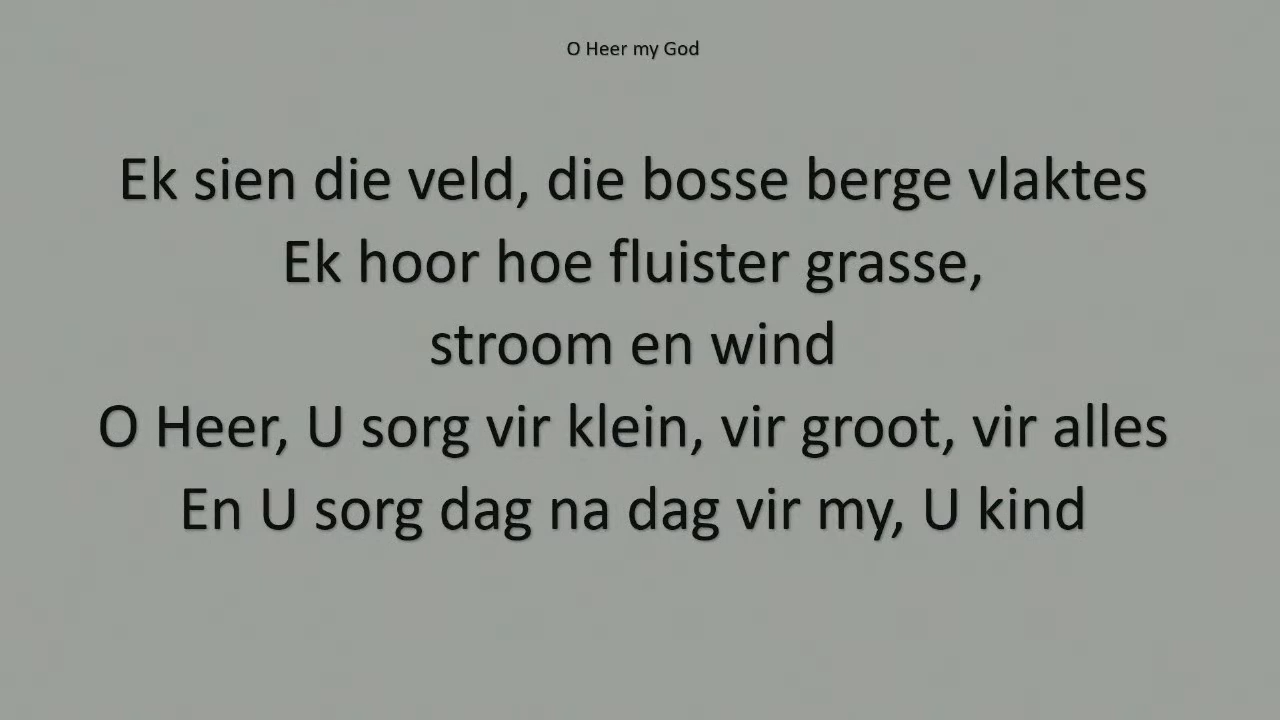 O Heer my God
Ek sien die veld, die bosse berge vlaktes
Ek hoor hoe fluister grasse,
stroom en wind
O Heer, U sorg vir klein, vir groot, vir alles
En U sorg dag na dag vir my, U kind